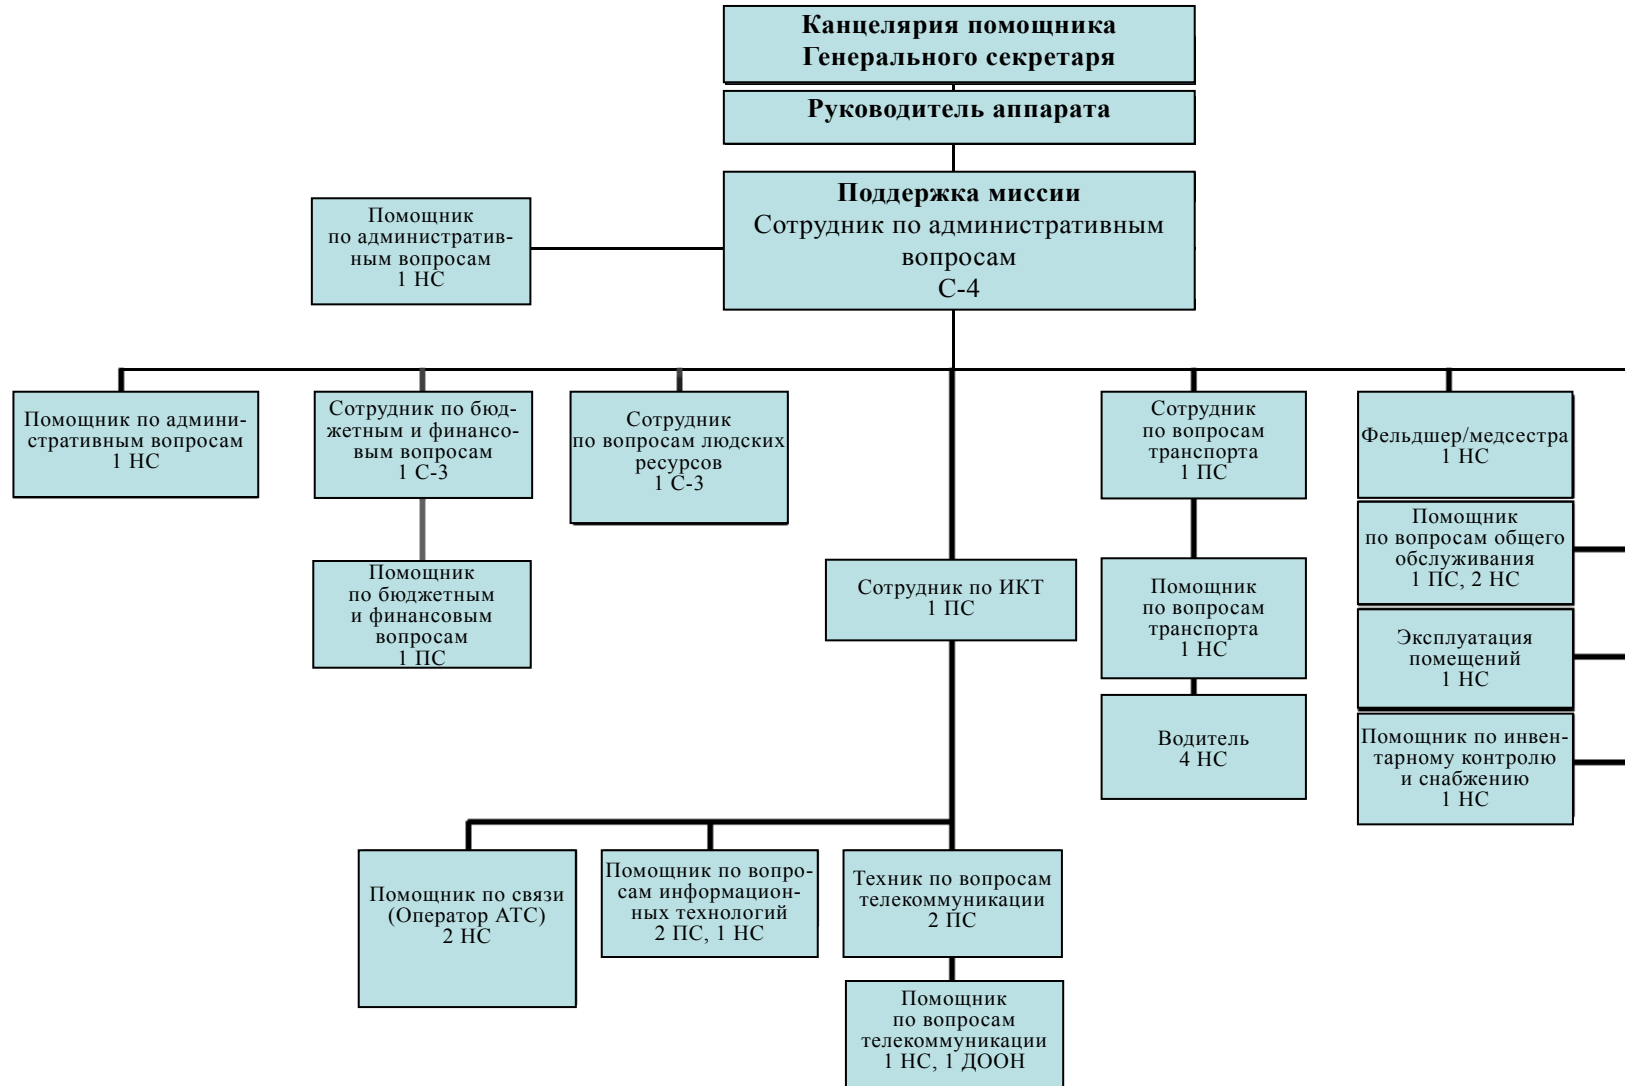 Канцелярия помощника
Генерального секретаря
Руководитель аппарата
Поддержка миссии
Сотрудник по административным
вопросам
С-4
Помощник
по административ-
ным вопросам
1 НС
Помощник по админи-
стративным вопросам
1 НС
Сотрудник по бюд-
жетным и финансо-
вым вопросам
1 С-3
Сотрудник
по вопросам людских
ресурсов
1 С-3
Сотрудник
по вопросам
транспорта
1 ПС
Фельдшер/медсестра
1 НС
Помощник
по вопросам общего
обслуживания
1 ПС, 2 НС
Помощник
по бюджетным
и финансовым
вопросам
1 ПС
Сотрудник по ИКТ
1 ПС
Помощник
по вопросам
транспорта
1 НС
Эксплуатация
помещений
1 НС
Водитель
4 НС
Помощник по инвен-
тарному контролю
и снабжению
1 НС
Помощник по связи
(Оператор АТС)
2 НС
Помощник по вопро-
сам информацион-
ных технологий
2 ПС, 1 НС
Техник по вопросам
телекоммуникации
2 ПС
Помощник
по вопросам
телекоммуникации
1 НС, 1 ДООН